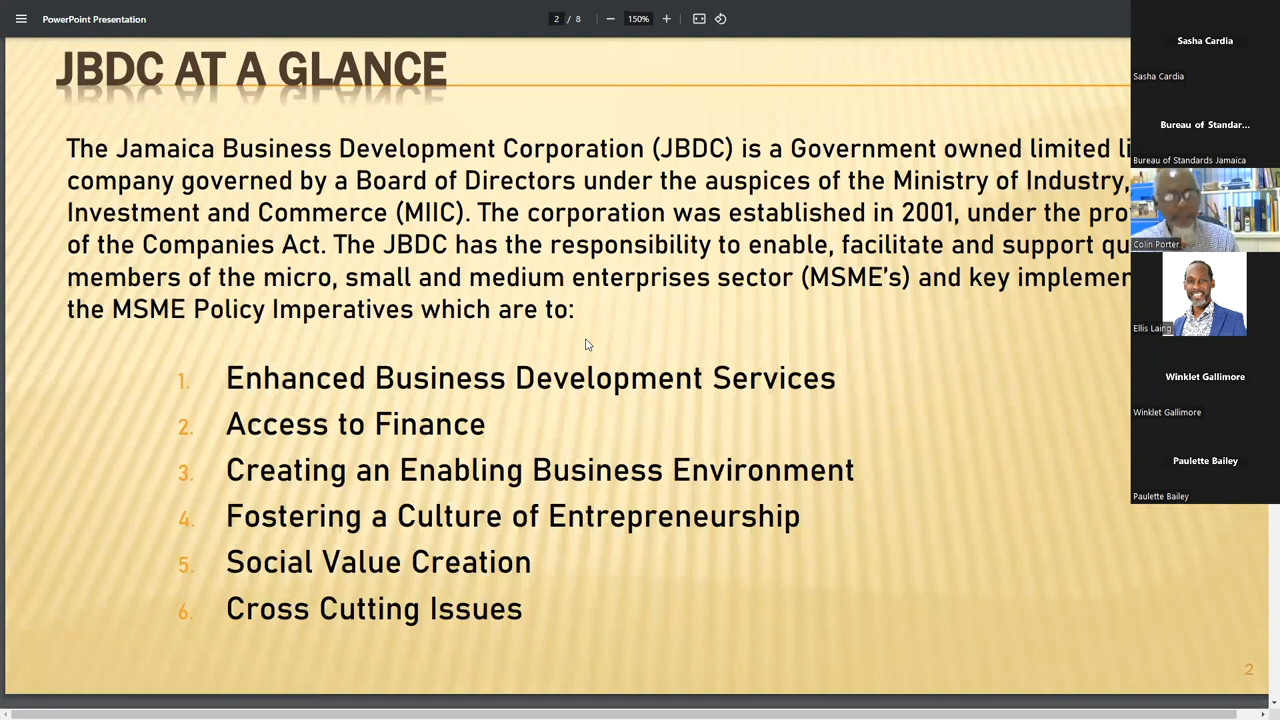 PowerPoint Presentation
2 / 8
150%
JBDC AT A GLANCE
The Jamaica Business Development Corporation (JBDC) is a Government owned limited
company governed by a Board of Directors under the auspices of the Ministry of Industry,
Investment and Commerce (MIIC). The corporation was established in 2001, under the
of the Companies Act. The JBDC has the responsibility to enable, facilitate and support
members of the micro, small and medium enterprises sector (MSME's) and key
the MSME Policy Imperatives which are to:
1. Enhanced Business Development Services
2. Access to Finance
3. Creating an Enabling Business Environment
4. Fostering a Culture of Entrepreneurship
5. Social Value Creation
6. Cross Cutting Issues
2
Sasha Cardia
Sasha Cardia
Bureau of Standar...
Bureau of Standards Jamaica
Colin Porter
Ellis Laing
Winklet Gallimore
Winklet Gallimore
Paulette Bailey
Paulette Bailey